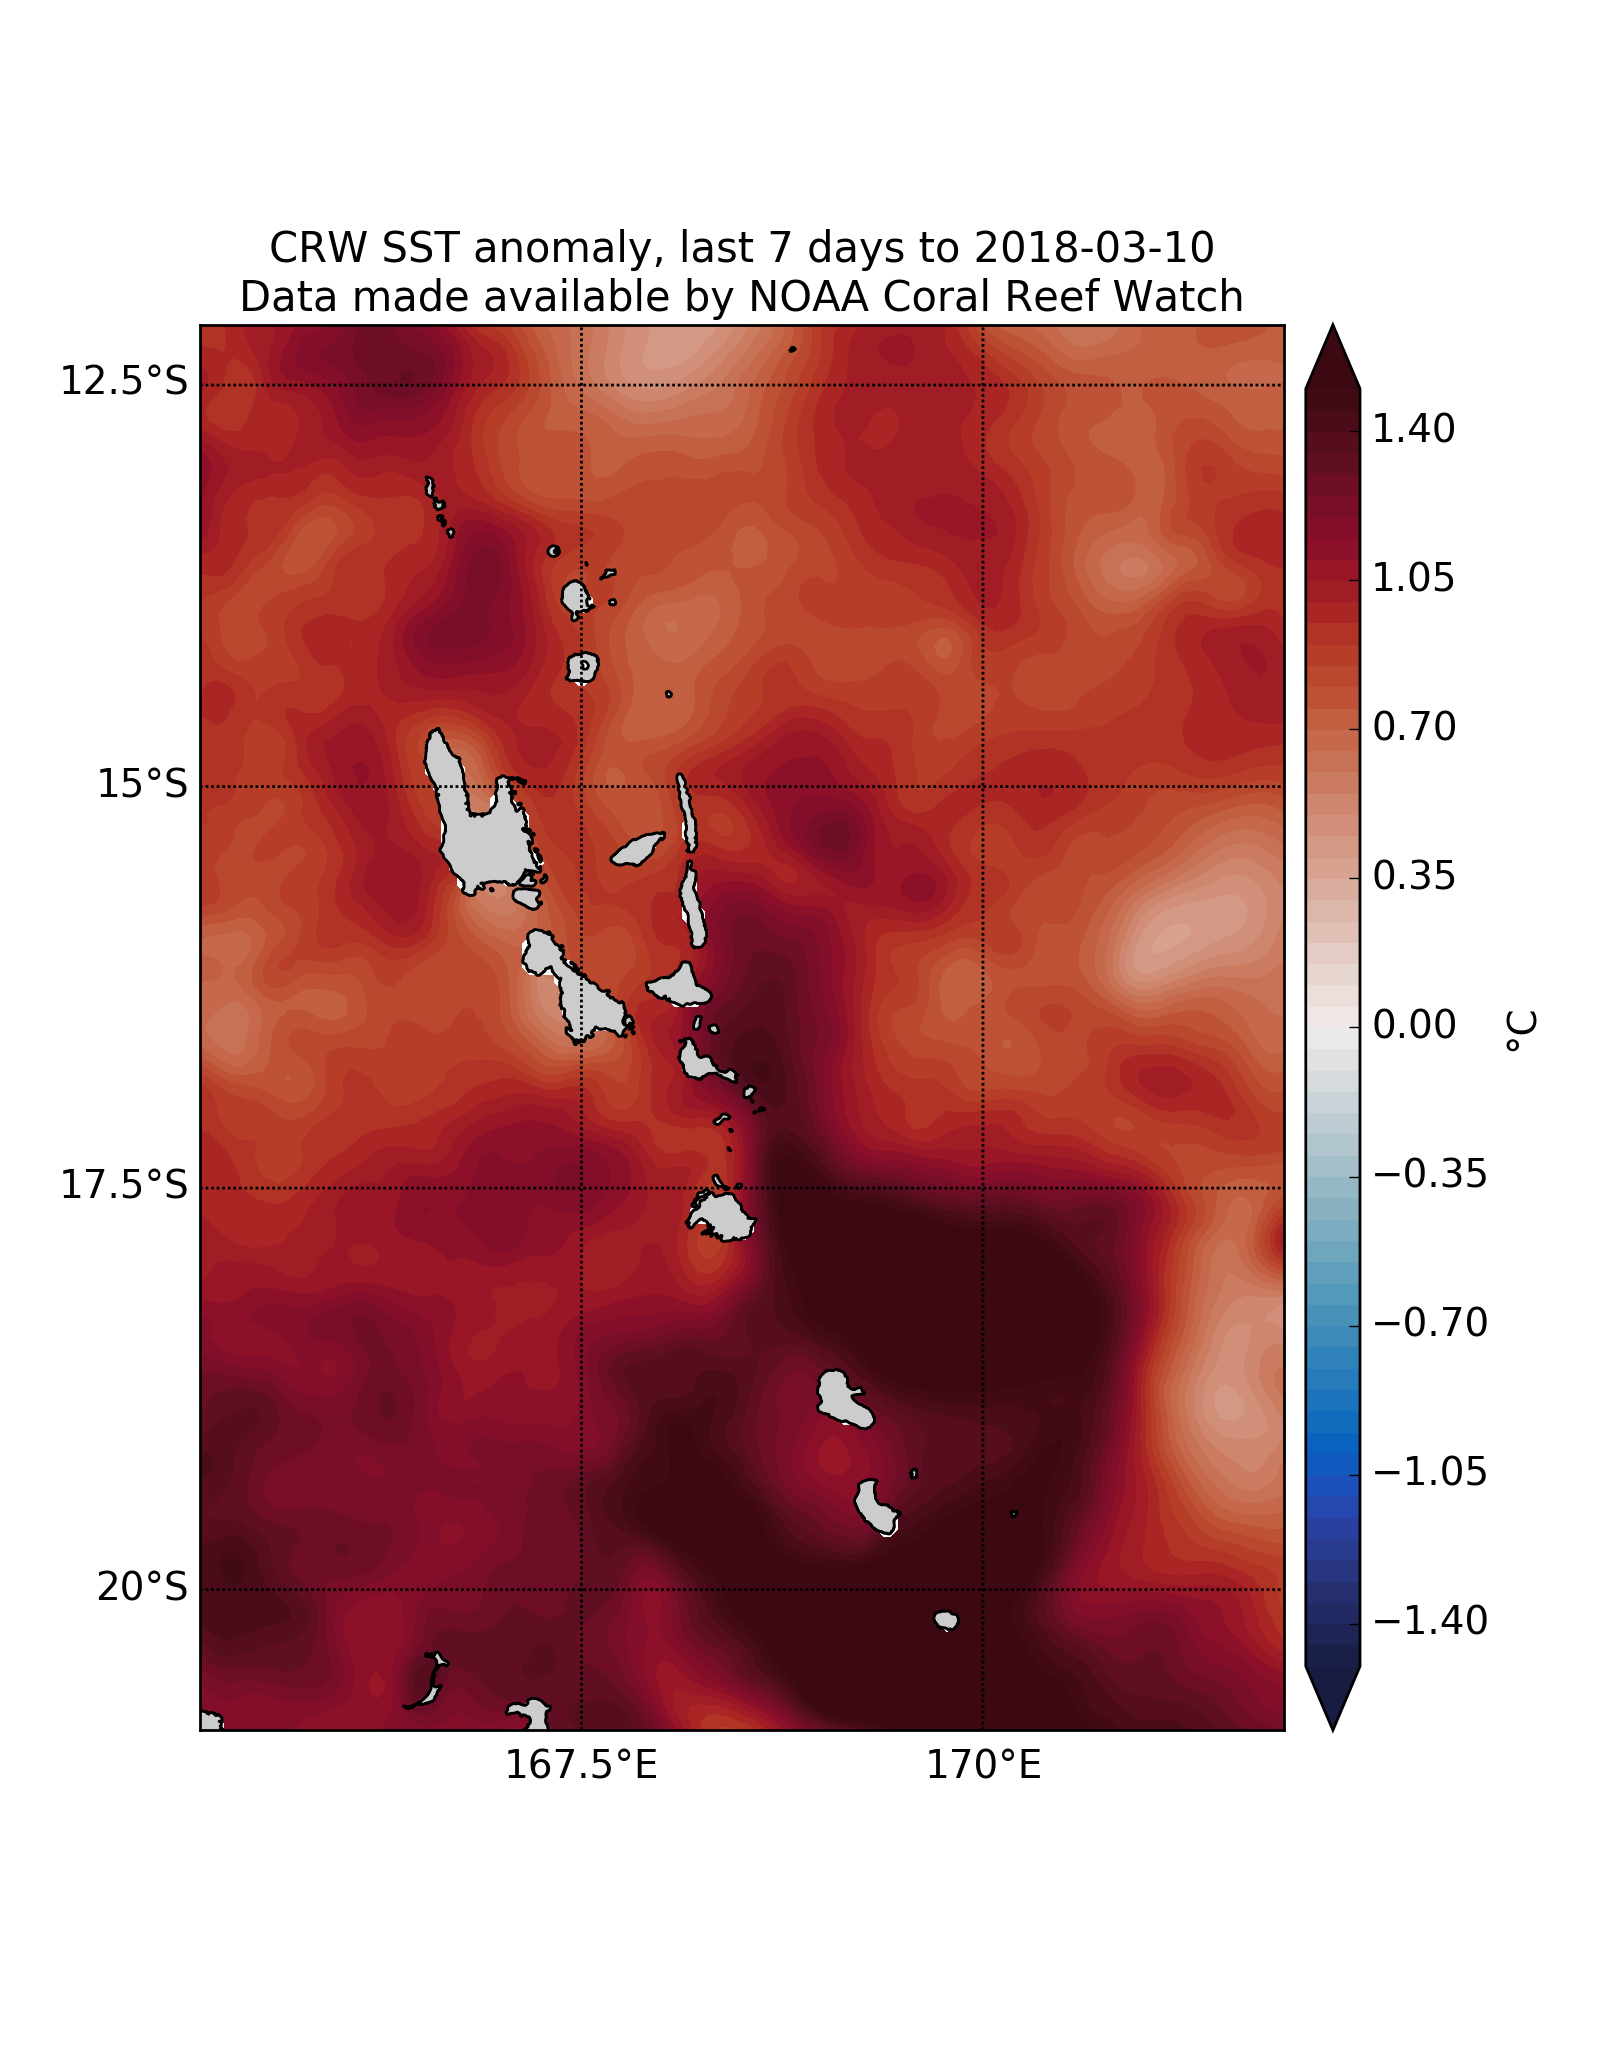 CRW SST anomaly, last 7 days to 2018-03-10
Data made available by NOAA Coral Reef Watch
12.5°S
15°S
17.5°S
20°S
167.5°E
170°E
1.40
1.05
0.70
0.35
0.00
−0.35
−0.70
−1.05
−1.40
°C